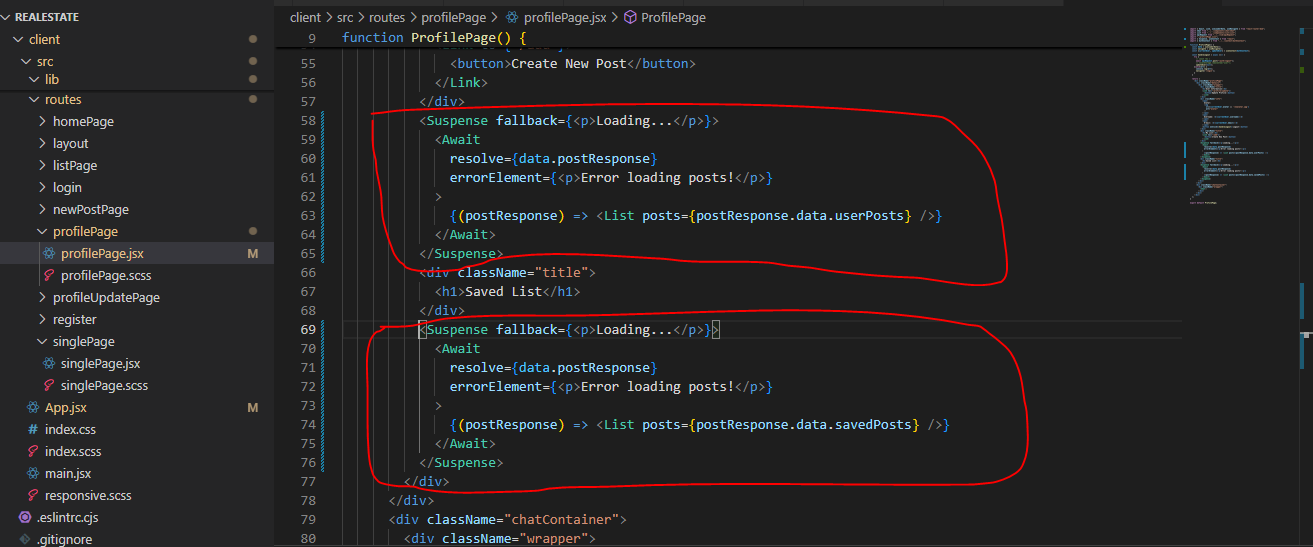 REALESTATE
client
src
lib
routes
homePage
layout
listPage
login
newPostPage
profilePage
profilePage.jsx M
profilePage.scss
profileUpdatePage
register
singlePage
singlePage.jsx
singlePage.scss
App.jsx M
index.css
index.scss
main.jsx
responsive.scss
.eslintrc.cjs
.gitignore
client > src > routes > profilePage > profilePage.jsx > ProfilePage
9 function ProfilePage() {
55 <button>Create New Post</button>
56 </Link>
57 </div>
58 <Suspense fallback={<p>Loading...</p>}>
59 <Await
60 resolve={data.postResponse}
61 errorElement={<p>Error loading posts!</p>}
62 >
63 {(postResponse) => <List posts={postResponse.data.userPosts} />}
64 </Await>
65 </Suspense>
66 <div className="title">
67 <h1>Saved List</h1>
68 </div>
69 <Suspense fallback={<p>Loading...</p>}>
70 <Await
71 resolve={data.postResponse}
72 errorElement={<p>Error loading posts!</p>}
73 >
74 {(postResponse) => <List posts={postResponse.data.savedPosts} />}
75 </Await>
76 </Suspense>
77 </div>
78 </div>
79 <div className="chatContainer">
80 <div className="wrapper">